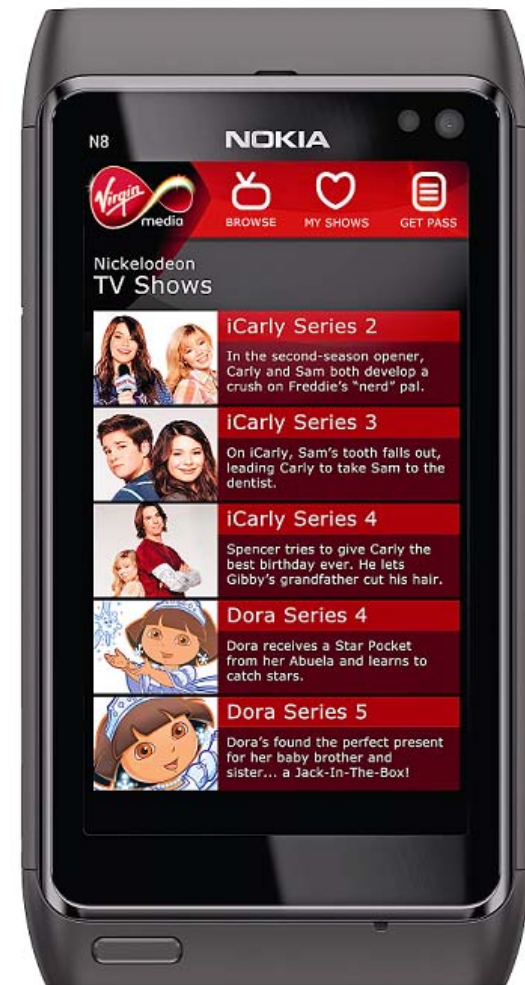 N8
NOKIA
Virgin
media
BROWSE
MY SHOWS
GET PASS
Nickelodeon
TV Shows
iCarly Series 2
In the second-season opener,
Carly and Sam both develop a
crush on Freddie's "nerd" pal.
iCarly Series 3
On iCarly, Sam's tooth falls out,
leading Carly to take Sam to the
dentist.
iCarly Series 4
Spencer tries to give Carly the
best birthday ever. He lets
Gibby's grandfather cut his hair.
Dora Series 4
Dora receives a Star Pocket
from her Abuela and learns to
catch stars.
Dora Series 5
Dora's found the perfect present
for her baby brother and
sister... a Jack-In-The-Box!